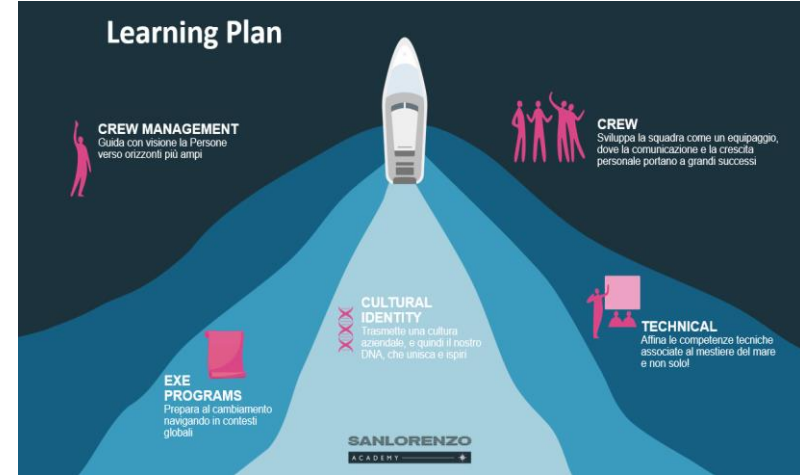 Learning Plan
CREW MANAGEMENT
Guida con visione la Persone
verso orizzonti più ampi
CREW
Sviluppa la squadra come un equipaggio,
dove la comunicazione e la crescita
personale portano a grandi successi
CULTURAL
IDENTITY
Trasmette una cultura
aziendale, e quindi il nostro
DNA, che unisca e ispiri
TECHNICAL
Affina le competenze tecniche
associate al mestiere del mare
e non solo!
EXE
PROGRAMS
Prepara al cambiamento
navigando in contesti
globali
SANLORENZO
ACADEMY